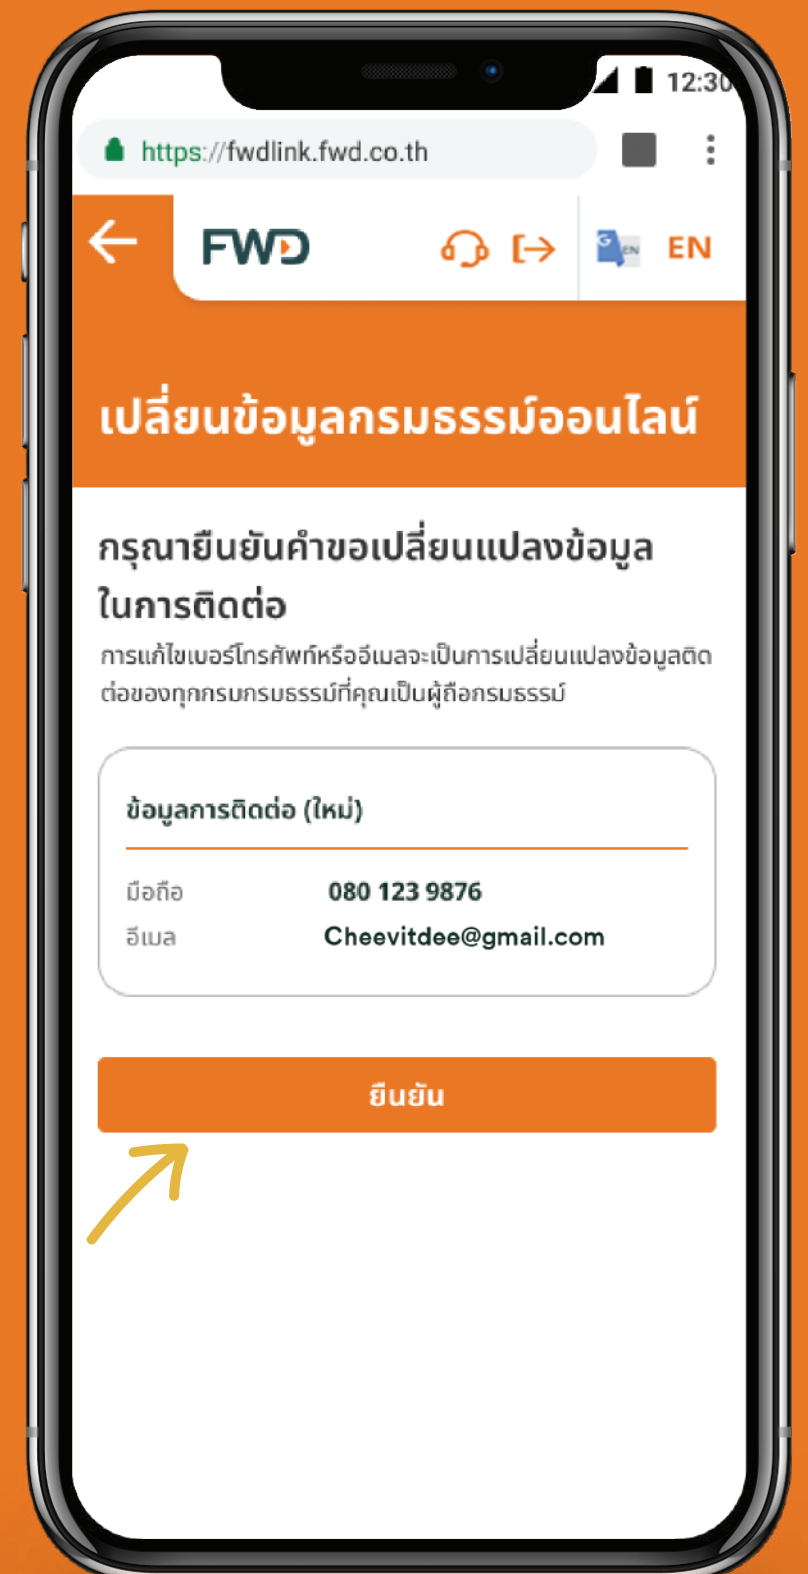 12:30
https://fwdlink.fwd.co.th
FWD
G EN
EN
เปลี่ยนข้อมูลกรมธรรม์ออนไลน์
กรุณายืนยันคำขอเปลี่ยนแปลงข้อมูล
ในการติดต่อ
การแก้ไขเบอร์โทรศัพท์หรืออีเมลจะเป็นการเปลี่ยนแปลงข้อมูลติด
ต่อของทุกกรมกรมธรรม์ที่คุณเป็นผู้ถือกรมธรรม์
ข้อมูลการติดต่อ (ใหม่)
มือถือ 080 123 9876
อีเมล Cheevitdee@gmail.com
ยืนยัน